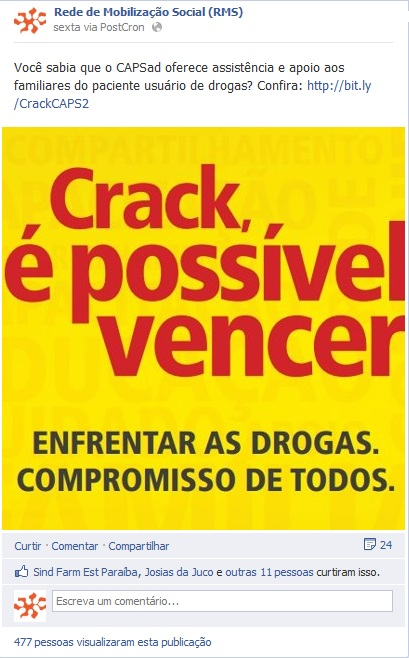 Rede de Mobilização Social (RMS)
sexta via PostCron
Você sabia que o CAPSad oferece assistência e apoio aos
familiares do paciente usuário de drogas? Confira: http://bit.ly
/CrackCAPS2
COMPARTILHAMENTO
Crack,
é possível
vencer
ENFRENTAR AS DROGAS.
COMPROMISSO DE TODOS.
Curtir · Comentar · Compartilhar
24
Sind Farm Est Paraíba, Josias da Juco e outras 11 pessoas curtiram isso.
Escreva um comentário...
477 pessoas visualizaram esta publicação